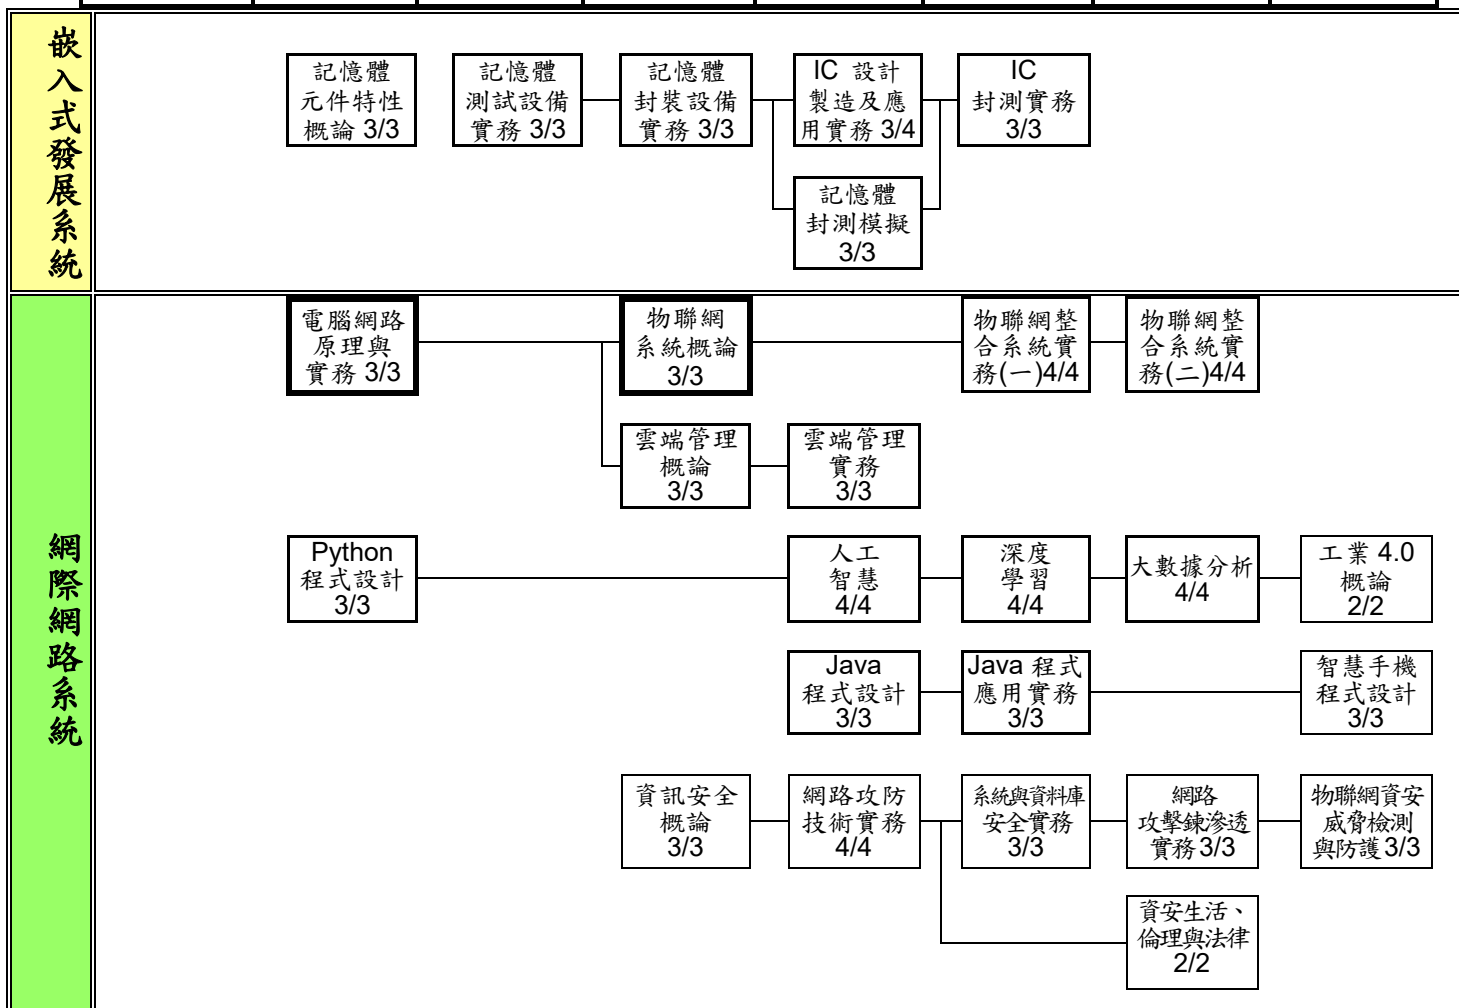 嵌入式發展系統
記憶體
元件特性
概論 3/3
記憶體
測試設備
實務 3/3
記憶體
封裝設備
實務 3/3
IC 設計
製造及應
用實務 3/4
IC
封測實務
3/3
記憶體
封測模擬
3/3
網際網路系統
電腦網路
原理與
實務 3/3
物聯網
系統概論
3/3
物聯網整
合系統實
務(一)4/4
物聯網整
合系統實
務(二)4/4
雲端管理
概論
3/3
雲端管理
實務
3/3
Python
程式設計
3/3
人工
智慧
4/4
深度
學習
4/4
大數據分析
4/4
工業 4.0
概論
2/2
Java
程式設計
3/3
Java 程式
應用實務
3/3
智慧手機
程式設計
3/3
資訊安全
概論
3/3
網路攻防
技術實務
4/4
系統與資料庫
安全實務
3/3
網路
攻擊鍊滲透
實務3/3
物聯網資安
威脅檢測
與防護3/3
資安生活、
倫理與法律
2/2